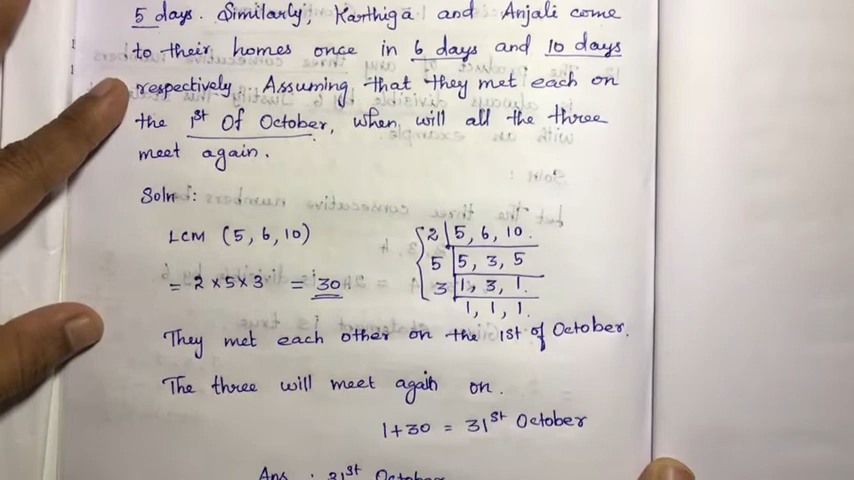 5 days. Similarly, Karthiga and Anjali come
to their homes once in 6 days and 10 days
respectively. Assuming that they met each on
the 1st Of October, when will all the three
meet again.
Soln :
LCM (5, 6, 10)
2 | 5, 6, 10.
5 | 5, 3, 5
= 2 x 5 x 3 = 30
3 | 1, 3, 1.
1, 1, 1.
They met each other on the 1st of October.
The three will meet again on.
1+30 = 31st October
Ans : 31st October